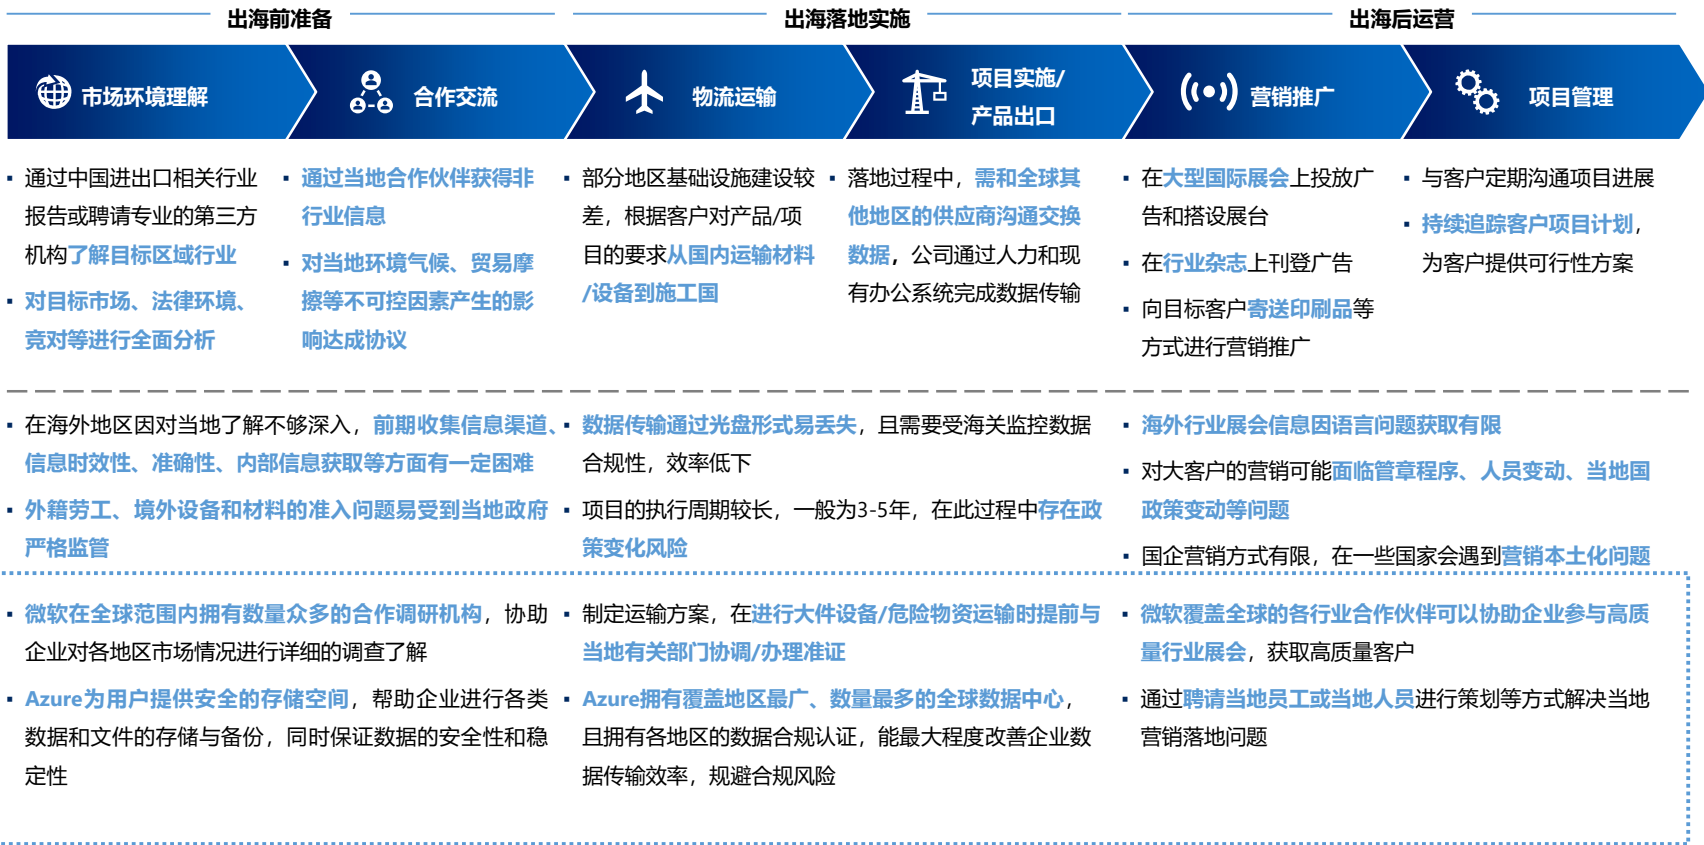 出海前准备
出海落地实施
出海后运营
市场环境理解
合作交流
物流运输
项目实施/
产品出口
营销推广
项目管理
▪ 通过中国进出口相关行业
报告或聘请专业的第三方
机构了解目标区域行业
▪ 对目标市场、法律环境、
竞对等进行全面分析
▪ 通过当地合作伙伴获得非
行业信息
▪ 对当地环境气候、贸易摩
擦等不可控因素产生的影
响达成协议
▪ 部分地区基础设施建设较
差，根据客户对产品/项
目的要求从国内运输材料
/设备到施工国
▪ 落地过程中，需和全球其
他地区的供应商沟通交换
数据，公司通过人力和现
有办公系统完成数据传输
▪ 在大型国际展会上投放广
告和搭设展台
▪ 在行业杂志上刊登广告
▪ 向目标客户寄送印刷品等
方式进行营销推广
▪ 与客户定期沟通项目进展
▪ 持续追踪客户项目计划，
为客户提供可行性方案
▪ 在海外地区因对当地了解不够深入，前期收集信息渠道、
信息时效性、准确性、内部信息获取等方面有一定困难
▪ 外籍劳工、境外设备和材料的准入问题易受到当地政府
严格监管
▪ 数据传输通过光盘形式易丢失，且需要受海关监控数据
合规性，效率低下
▪ 项目的执行周期较长，一般为3-5年，在此过程中存在政
策变化风险
▪ 海外行业展会信息因语言问题获取有限
▪ 对大客户的营销可能面临管章程序、人员变动、当地国
政策变动等问题
▪ 国企营销方式有限，在一些国家会遇到营销本土化问题
▪ 微软在全球范围内拥有数量众多的合作调研机构，协助
企业对各地区市场情况进行详细的调查了解
▪ Azure为用户提供安全的存储空间，帮助企业进行各类
数据和文件的存储与备份，同时保证数据的安全性和稳
定性
▪ 制定运输方案，在进行大件设备/危险物资运输时提前与
当地有关部门协调/办理准证
▪ Azure拥有覆盖地区最广、数量最多的全球数据中心，
且拥有各地区的数据合规认证，能最大程度改善企业数
据传输效率，规避合规风险
▪ 微软覆盖全球的各行业合作伙伴可以协助企业参与高质
量行业展会，获取高质量客户
▪ 通过聘请当地员工或当地人员进行策划等方式解决当地
营销落地问题